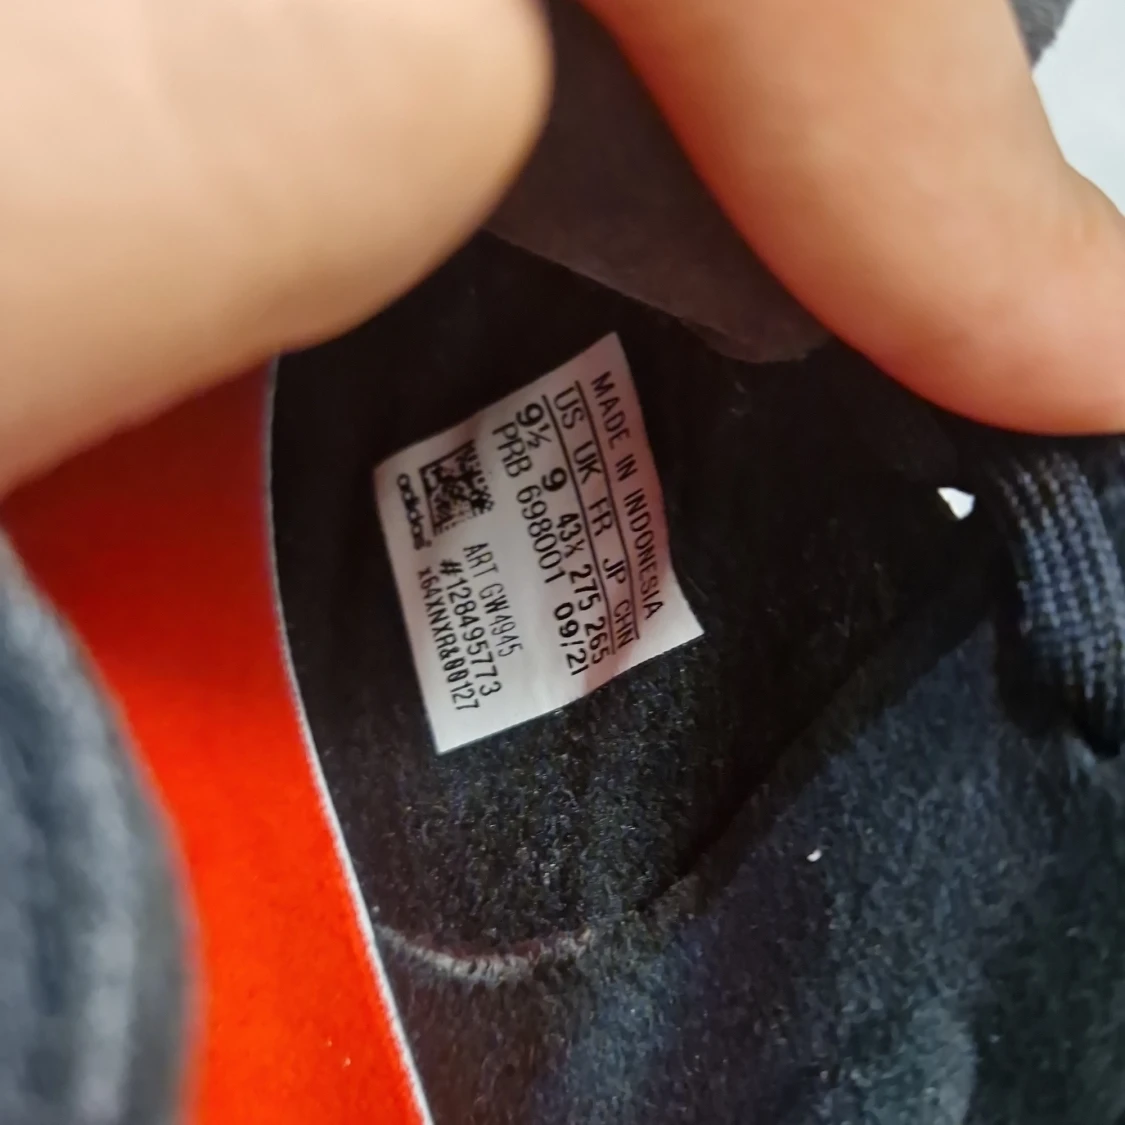 MADE IN INDONESIA
US UK FR JP CHN
9½ 9 43⅓ 275 265
PRB 698001 09/21
ART GW4945
#128495773
adidas